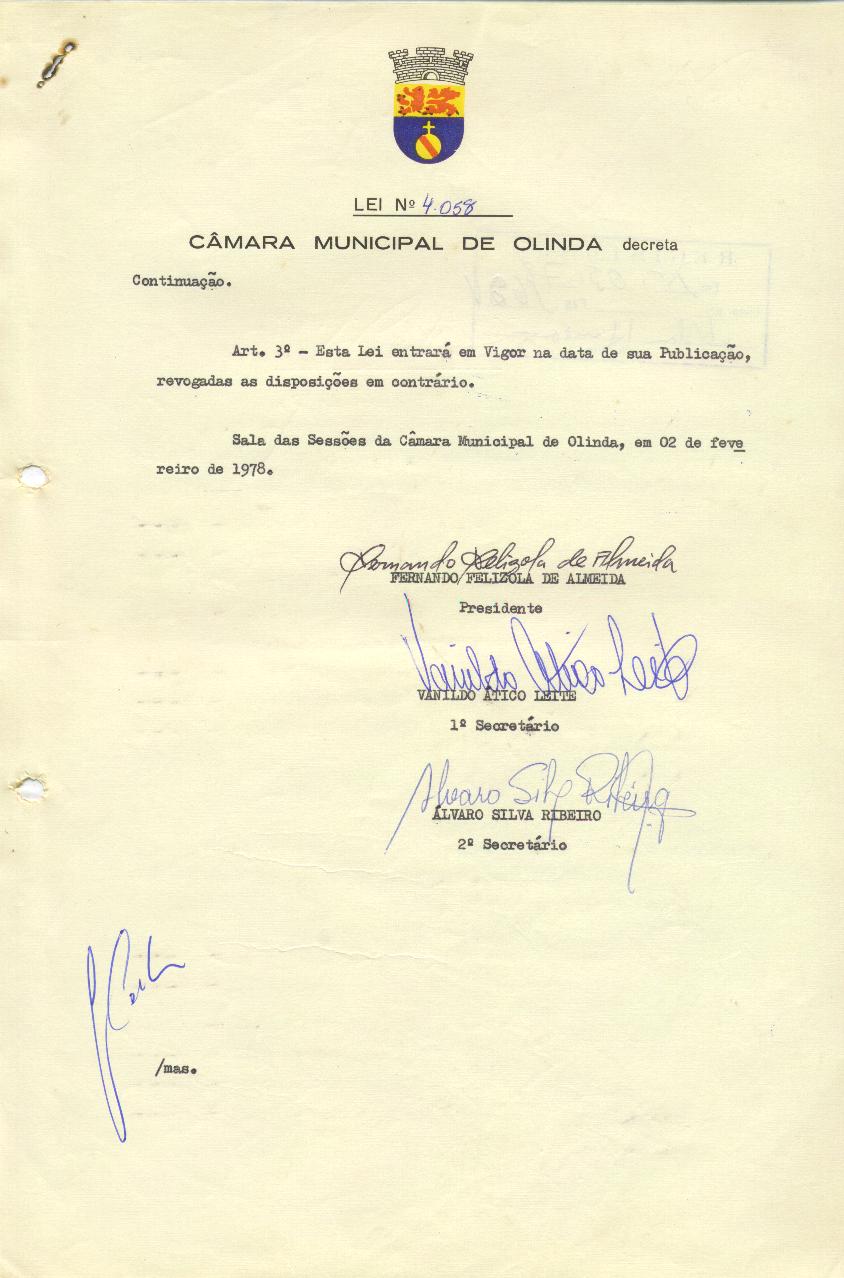 LEI Nº 4.058
CÂMARA MUNICIPAL DE OLINDA decreta
Continuação.
Art. 3º - Esta Lei entrará em Vigor na data de sua Publicação,
revogadas as disposições em contrário.
Sala das Sessões da Câmara Municipal de Olinda, em 02 de feve
reiro de 1978.
Fernando Felizola de Almeida
FERNANDO FELIZOLA DE ALMEIDA
Presidente
Vanildo Ático Leite
VANILDO ÁTICO LEITE
1º Secretário
Alvaro Silva Ribeiro
ÁLVARO SILVA RIBEIRO
2º Secretário
/mas.